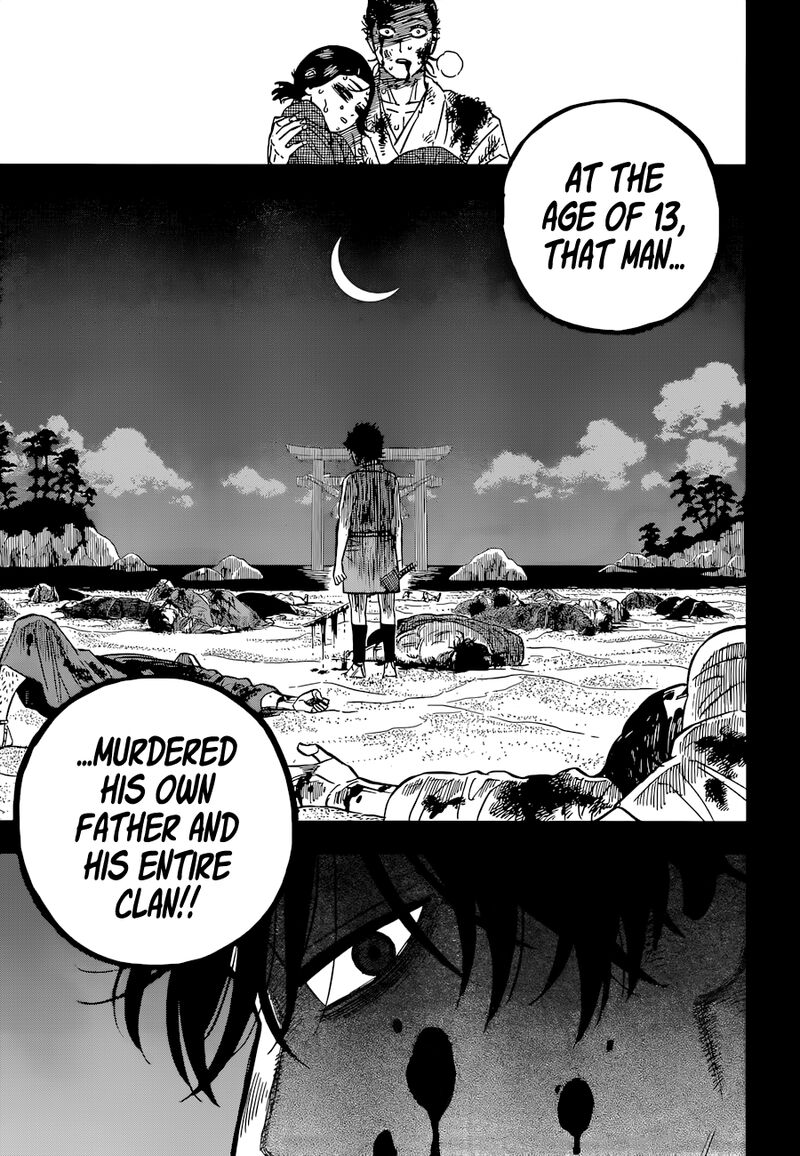 AT THE
AGE OF 13,
THAT MAN...
...MURDERED
HIS OWN
FATHER AND
HIS ENTIRE
CLAN!!